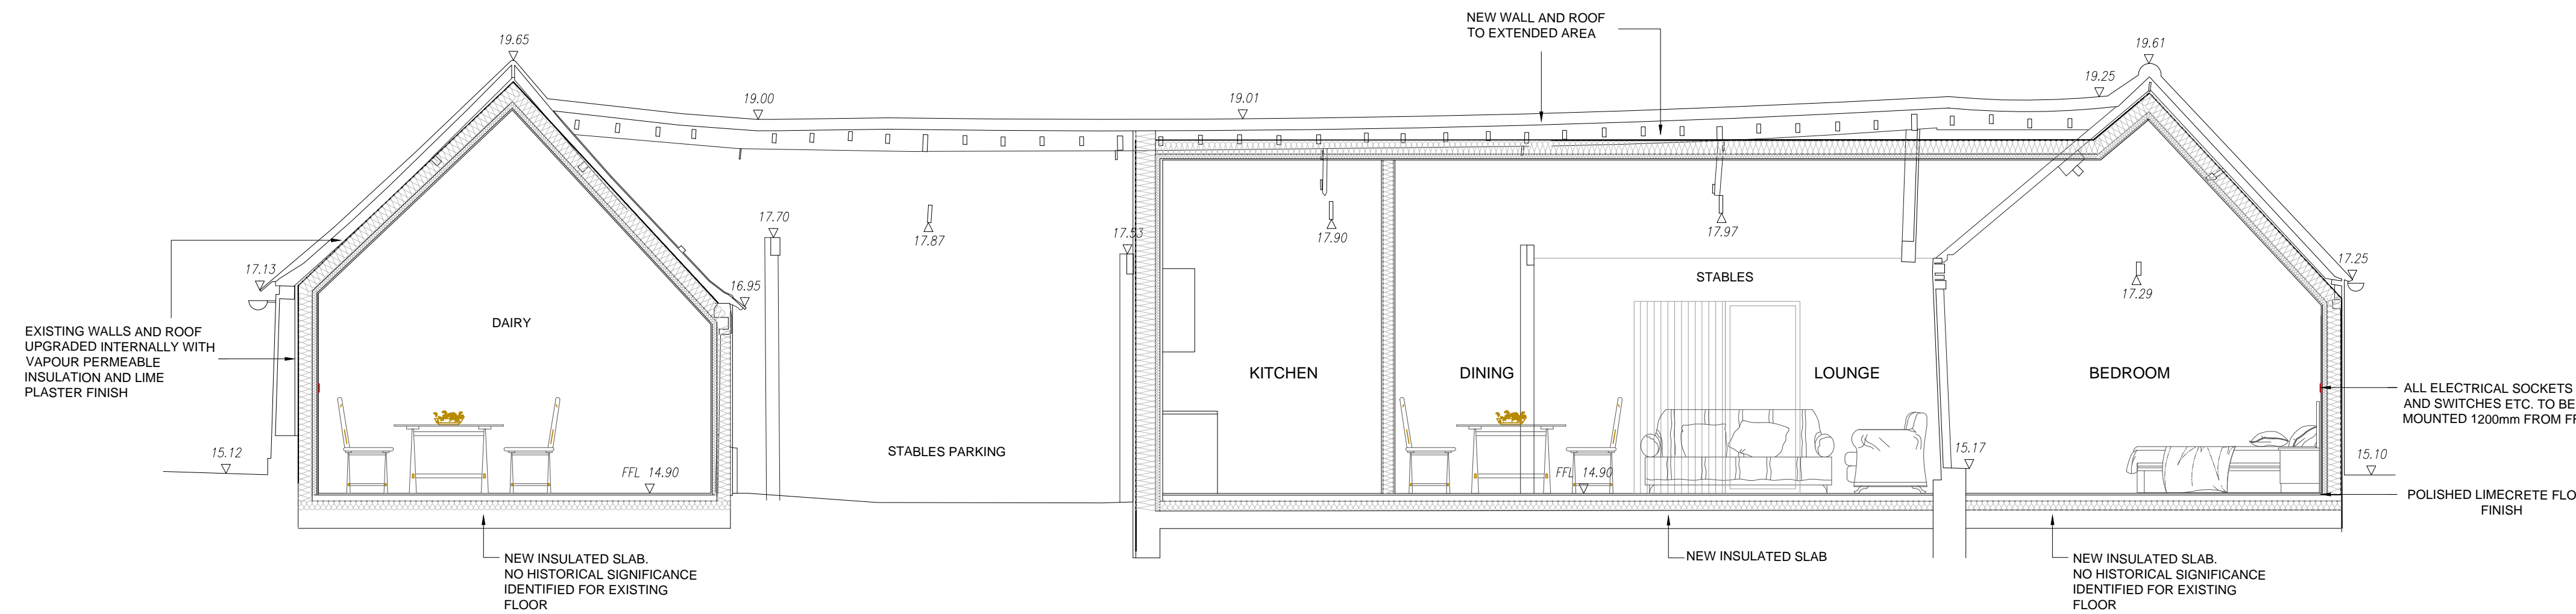 NEW WALL AND ROOF
TO EXTENDED AREA
19.65
19.61
19.25
19.00
19.01
17.70
17.53
17.87
17.90
17.97
17.13
16.95
17.25
17.29
STABLES
DAIRY
EXISTING WALLS AND ROOF
UPGRADED INTERNALLY WITH
VAPOUR PERMEABLE
INSULATION AND LIME
PLASTER FINISH
KITCHEN
DINING
LOUNGE
BEDROOM
ALL ELECTRICAL SOCKETS
AND SWITCHES ETC. TO BE
MOUNTED 1200mm FROM
15.12
STABLES PARKING
15.17
15.10
FFL 14.90
FFL 14.90
POLISHED LIMECRETE
FINISH
NEW INSULATED SLAB.
NO HISTORICAL SIGNIFICANCE
IDENTIFIED FOR EXISTING
FLOOR
NEW INSULATED SLAB
NEW INSULATED SLAB.
NO HISTORICAL SIGNIFICANCE
IDENTIFIED FOR EXISTING
FLOOR